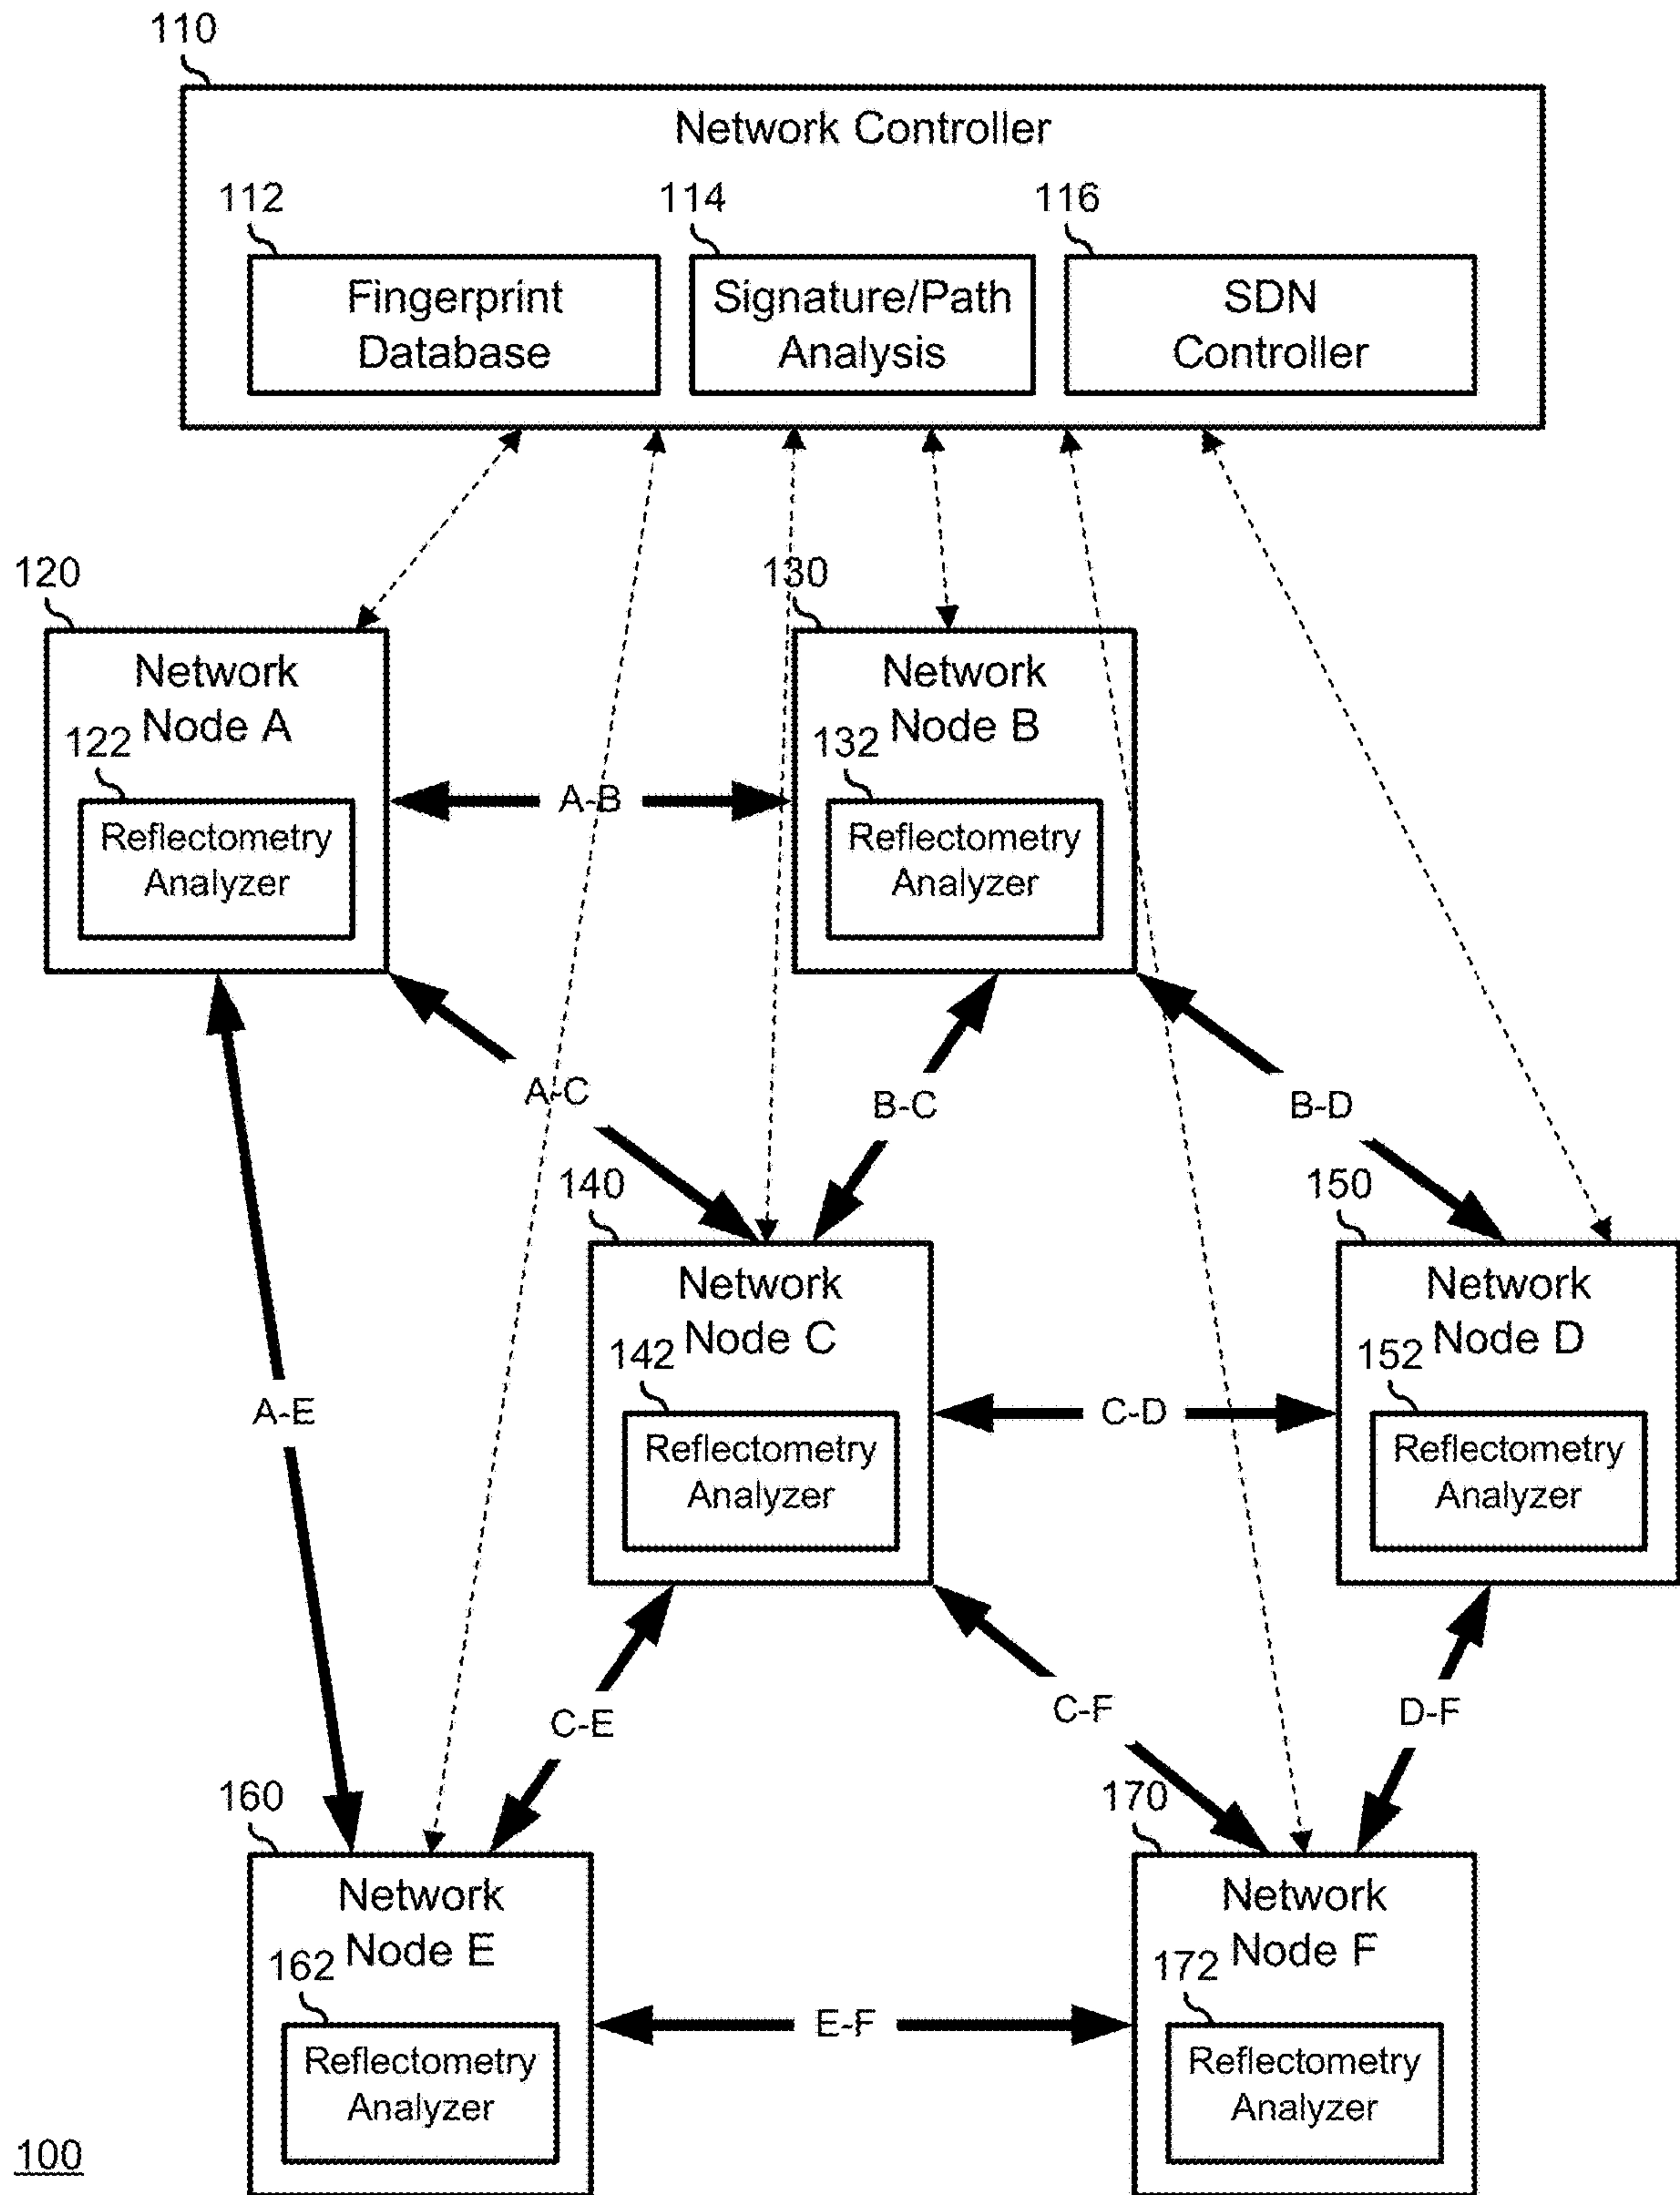 110
Network Controller
112
114
116
Fingerprint
Database
Signature/Path
Analysis
SDN
Controller
120
130
Network
Node A
122
Reflectometry
Analyzer
A-B
Network
Node B
132
Reflectometry
Analyzer
A-C
B-C
B-D
140
150
Network
Node C
142
Reflectometry
Analyzer
A-E
C-D
Network
Node D
152
Reflectometry
Analyzer
C-E
C-F
D-F
160
170
Network
Node E
162
Reflectometry
Analyzer
E-F
Network
Node F
172
Reflectometry
Analyzer
100